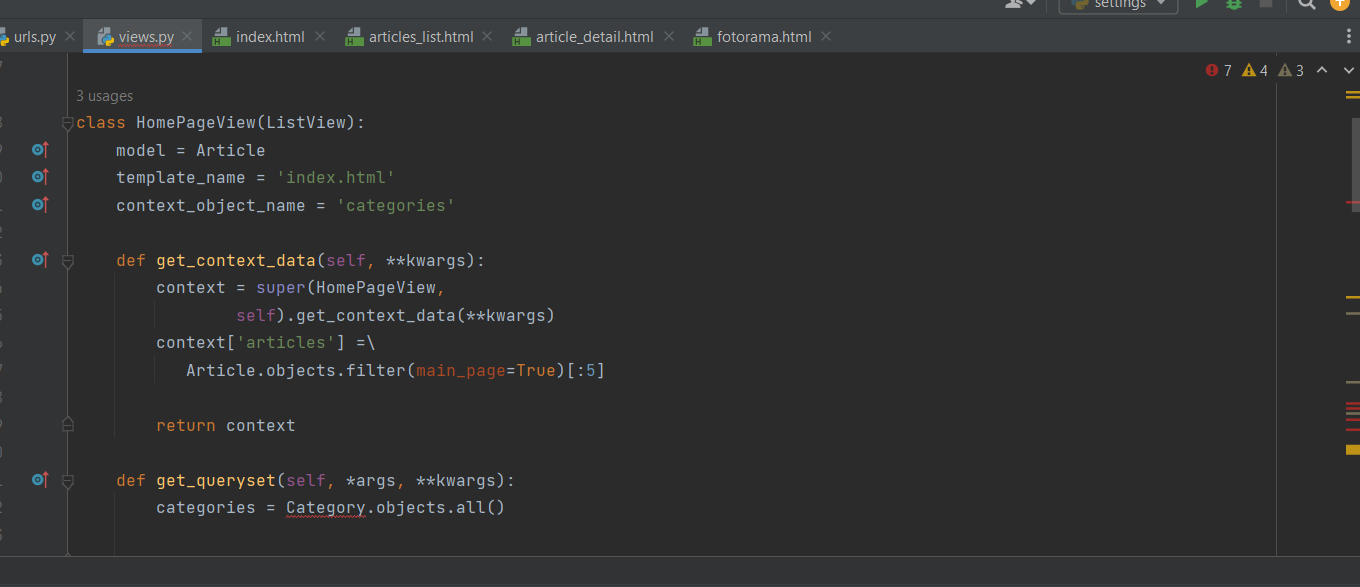 settings
urls.py views.py index.html articles_list.html article_detail.html fotorama.html
7 4 3
3 usages
class HomePageView(ListView):
model = Article
template_name = 'index.html'
context_object_name = 'categories'
def get_context_data(self, **kwargs):
context = super(HomePageView,
self).get_context_data(**kwargs)
context['articles'] =\
Article.objects.filter(main_page=True)[:5]
return context
def get_queryset(self, *args, **kwargs):
categories = Category.objects.all()